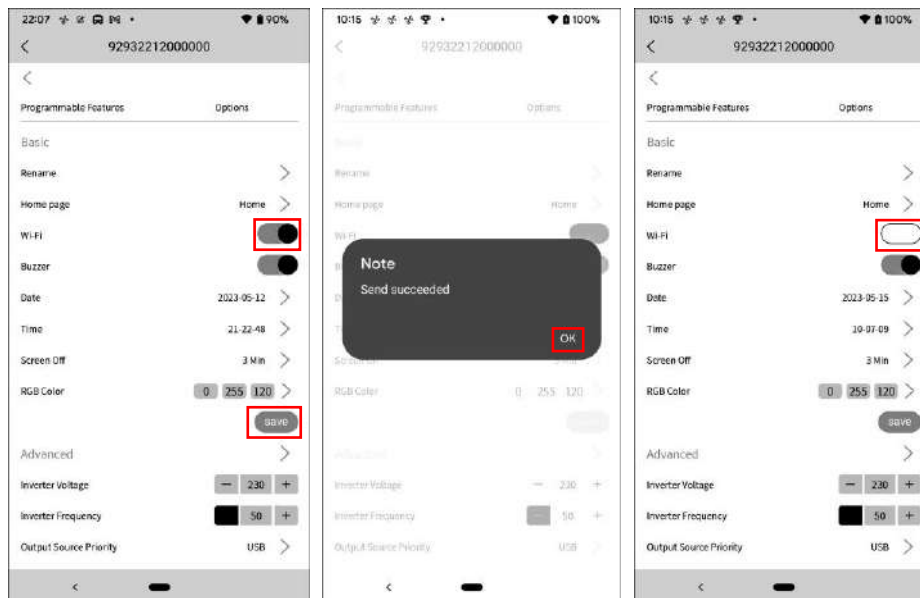 22:07 90%
92932212000000
Programmable Features Options
Basic
Rename
Home page Home
Wi-Fi
Buzzer
Date 2023-05-12
Time 21-22-48
Screen Off 3 Min
RGB Color 0 255 120
save
Advanced
Inverter Voltage — 230 +
Inverter Frequency 50 +
Output Source Priority USB
10:15 100%
92932212000000
Programmable Features Options
Rename
Home page Home
Wi-Fi
Note
Send succeeded
OK
RGB Color 0 255 120
Inverter Voltage — 230 +
Inverter Frequency — 50 +
Output Source Priority USB
10:15 100%
92932212000000
Programmable Features Options
Basic
Rename
Home page Home
Wi-Fi
Buzzer
Date 2023-05-15
Time 10-07-09
Screen Off 3 Min
RGB Color 0 255 120
save
Advanced
Inverter Voltage — 230 +
Inverter Frequency 50 +
Output Source Priority USB